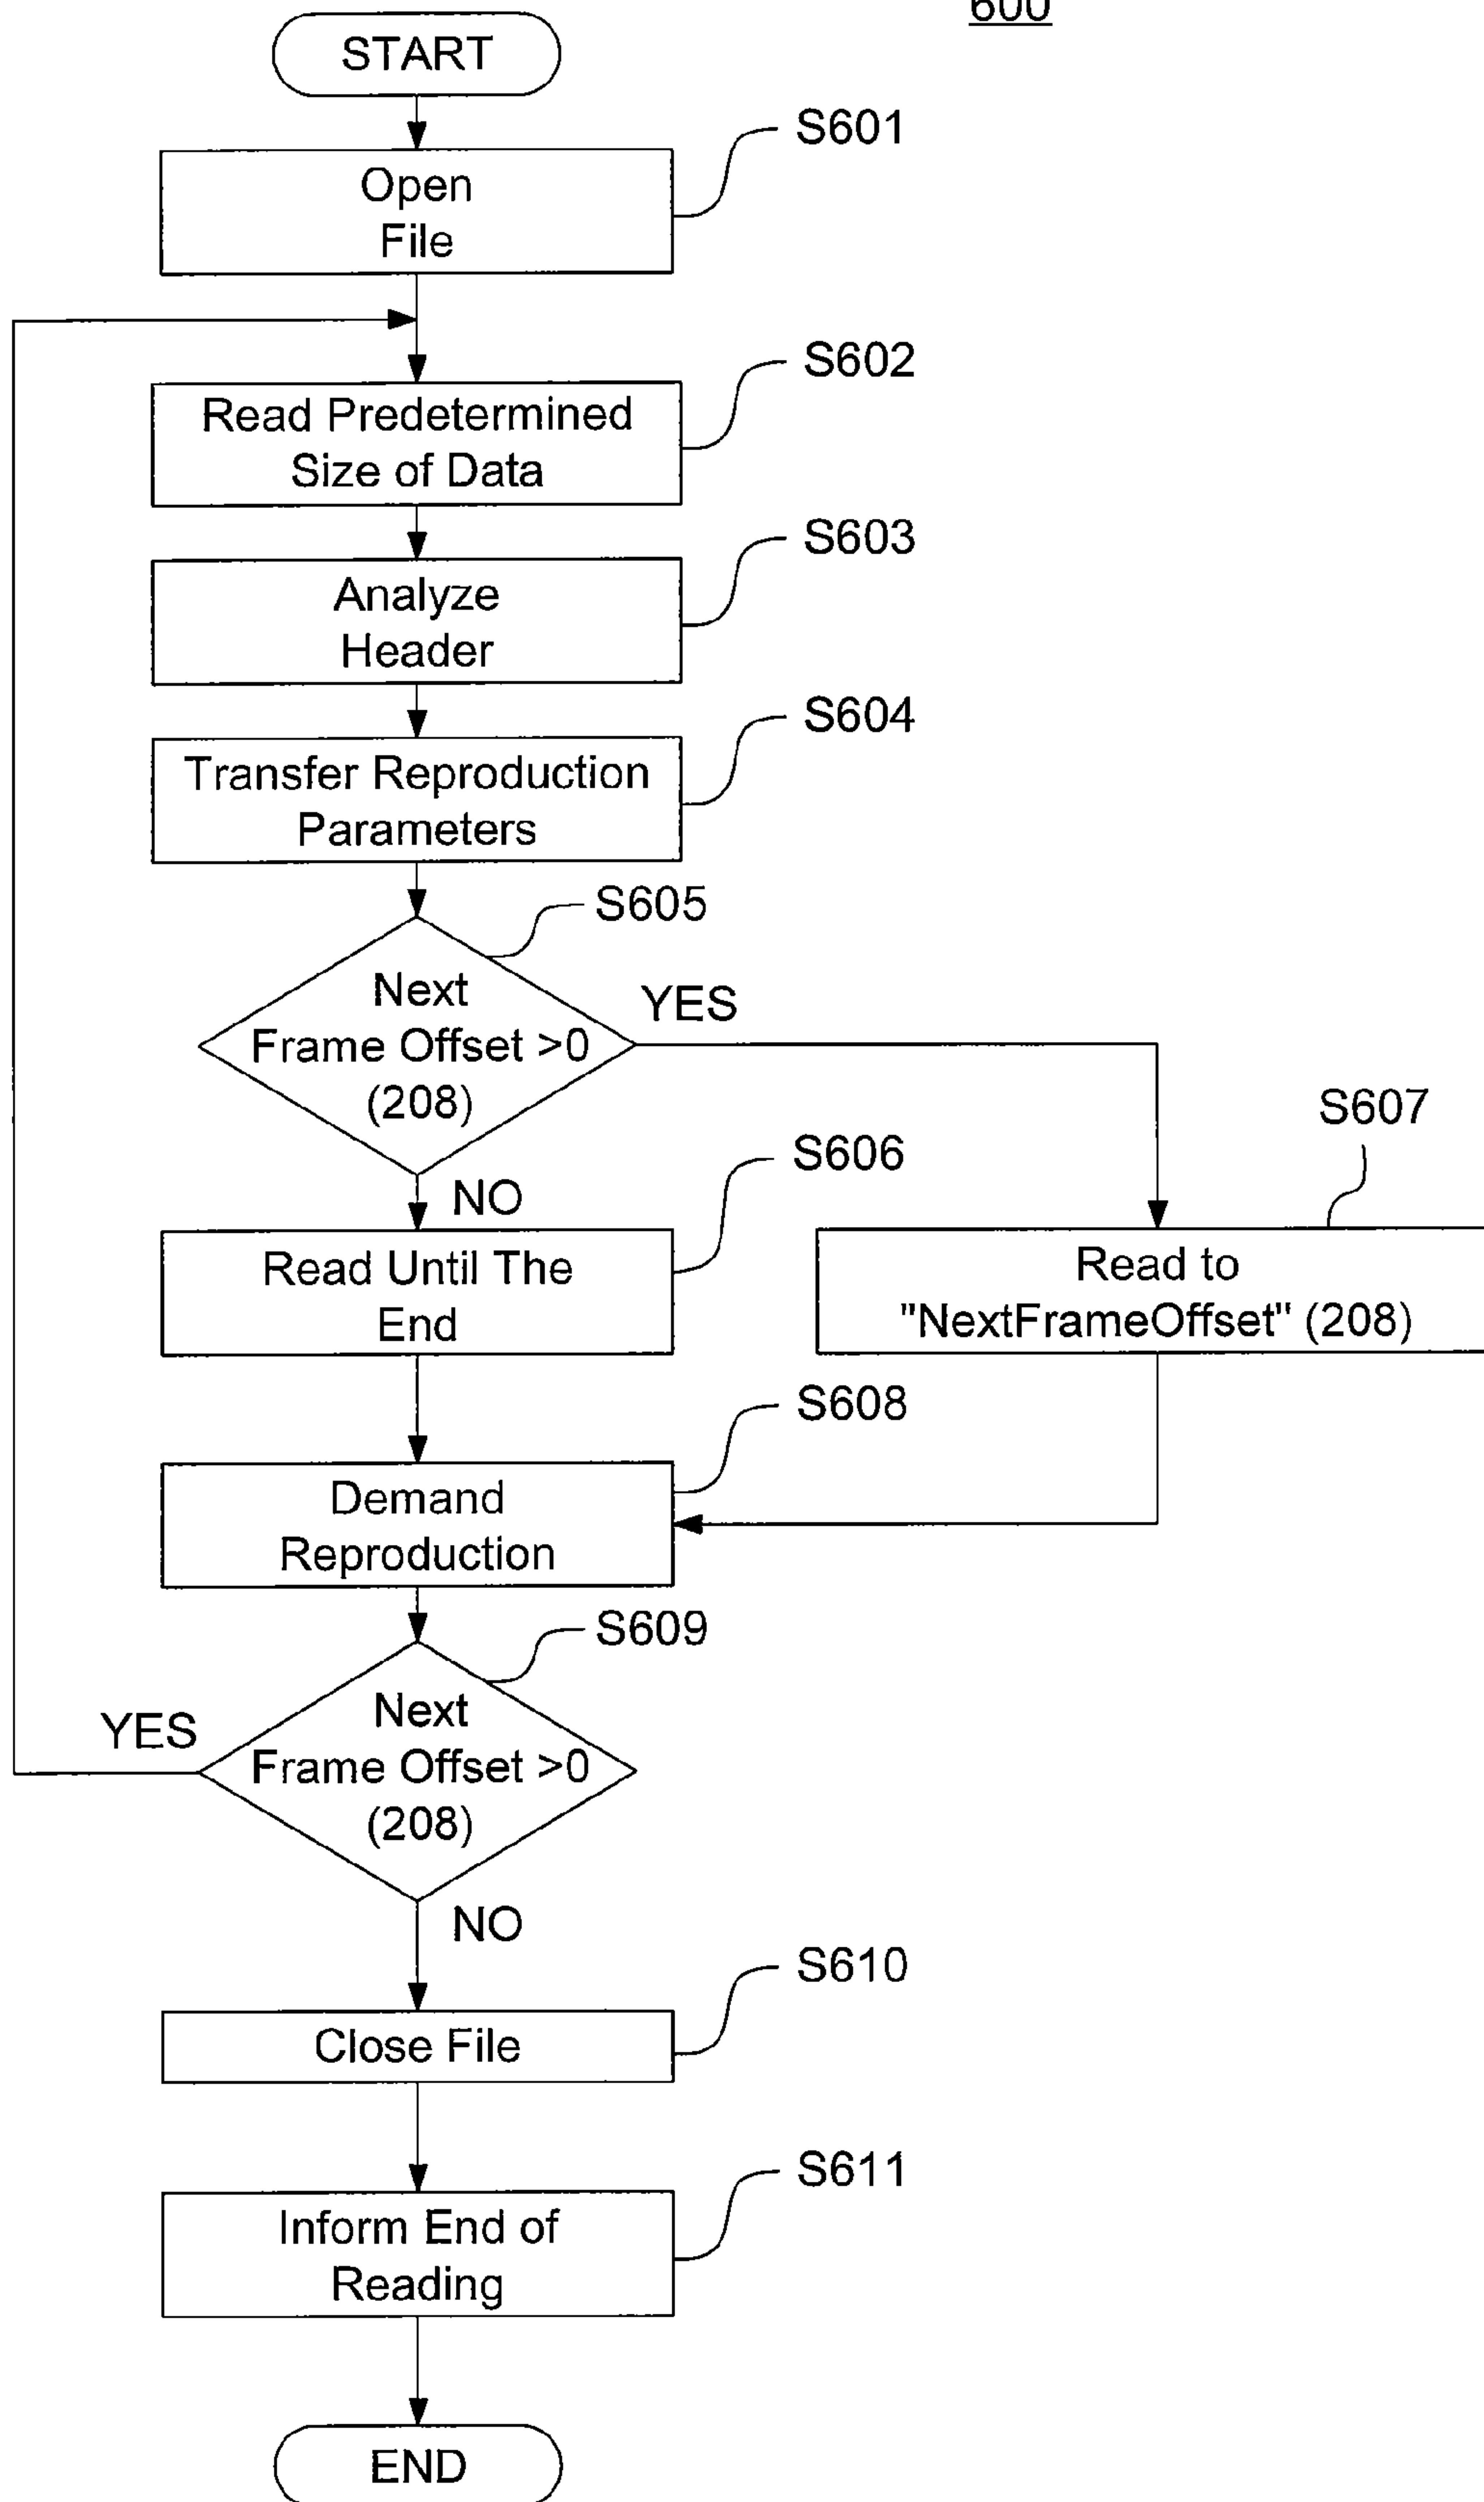 600
START
S601
Open
File
S602
Read Predetermined
Size of Data
S603
Analyze
Header
S604
Transfer Reproduction
Parameters
S605
Next
Frame Offset >0
(208)
YES
NO
S606
Read Until The
End
S607
Read to
"NextFrameOffset" (208)
S608
Demand
Reproduction
S609
Next
Frame Offset >0
(208)
YES
NO
S610
Close File
S611
Inform End of
Reading
END